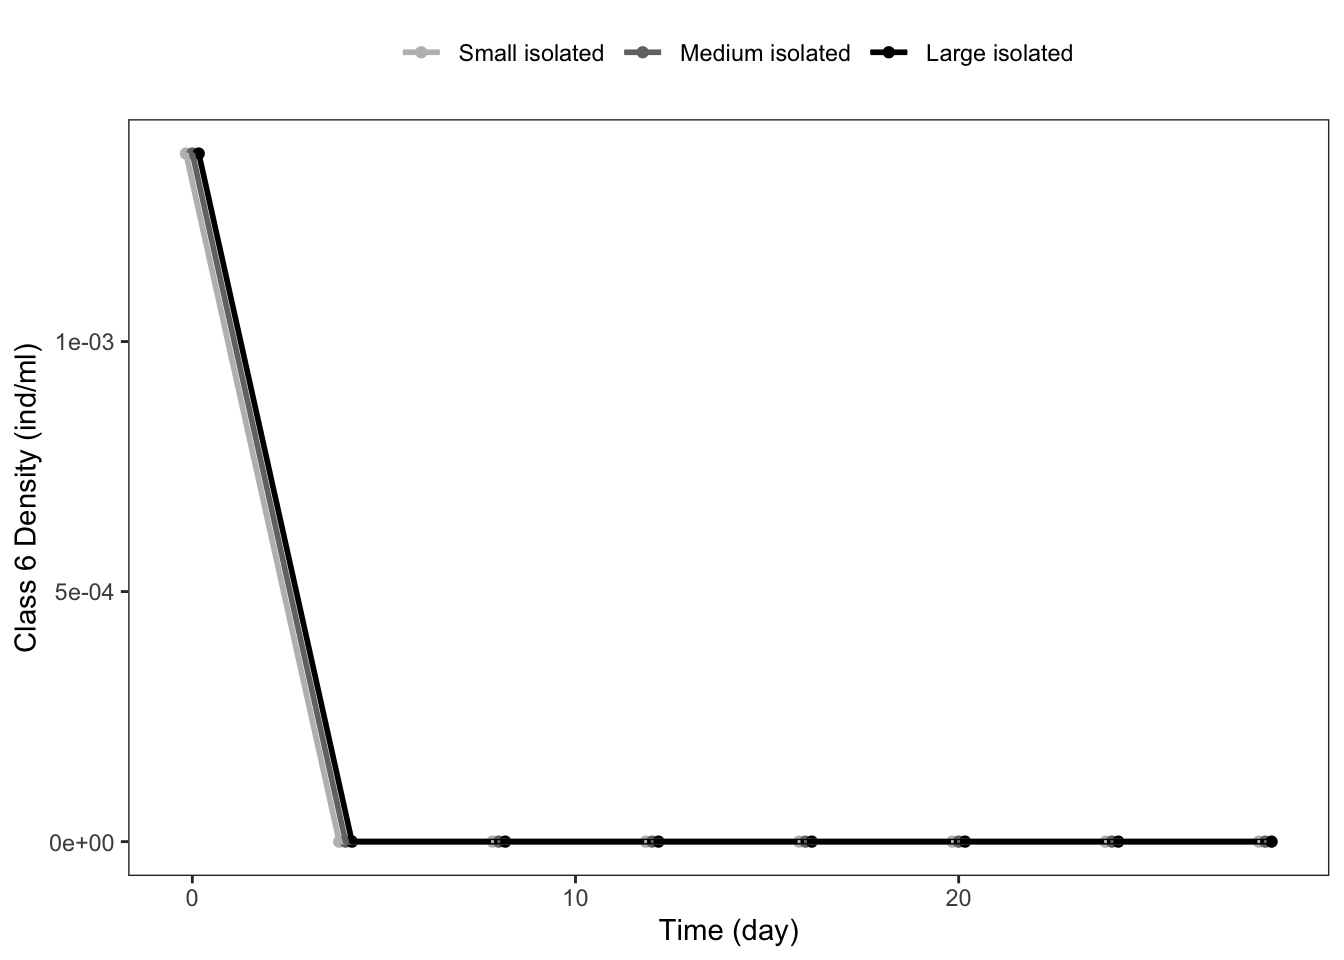 Small isolated Medium isolated Large isolated
Class 6 Density (ind/ml)
1e-03
5e-04
0e+00
0 10 20
Time (day)